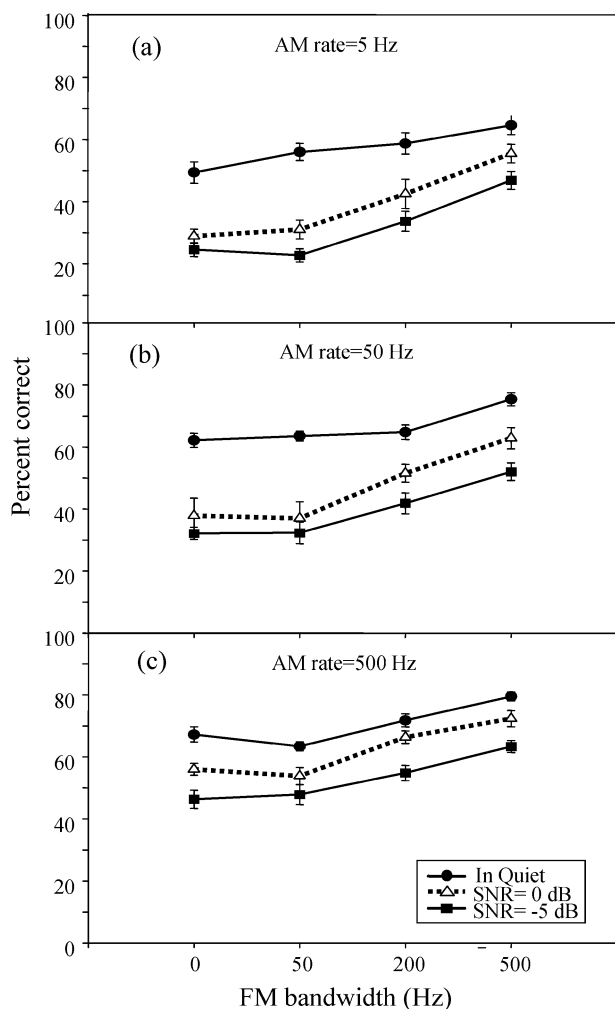 100
(a)
AM rate=5 Hz
80
60
40
20
100
(b)
AM rate=50 Hz
80
60
40
20
Percent correct
100
(c)
AM rate=500 Hz
80
60
40
20
0
In Quiet
SNR= 0 dB
SNR= -5 dB
0 50 200 500
FM bandwidth (Hz)